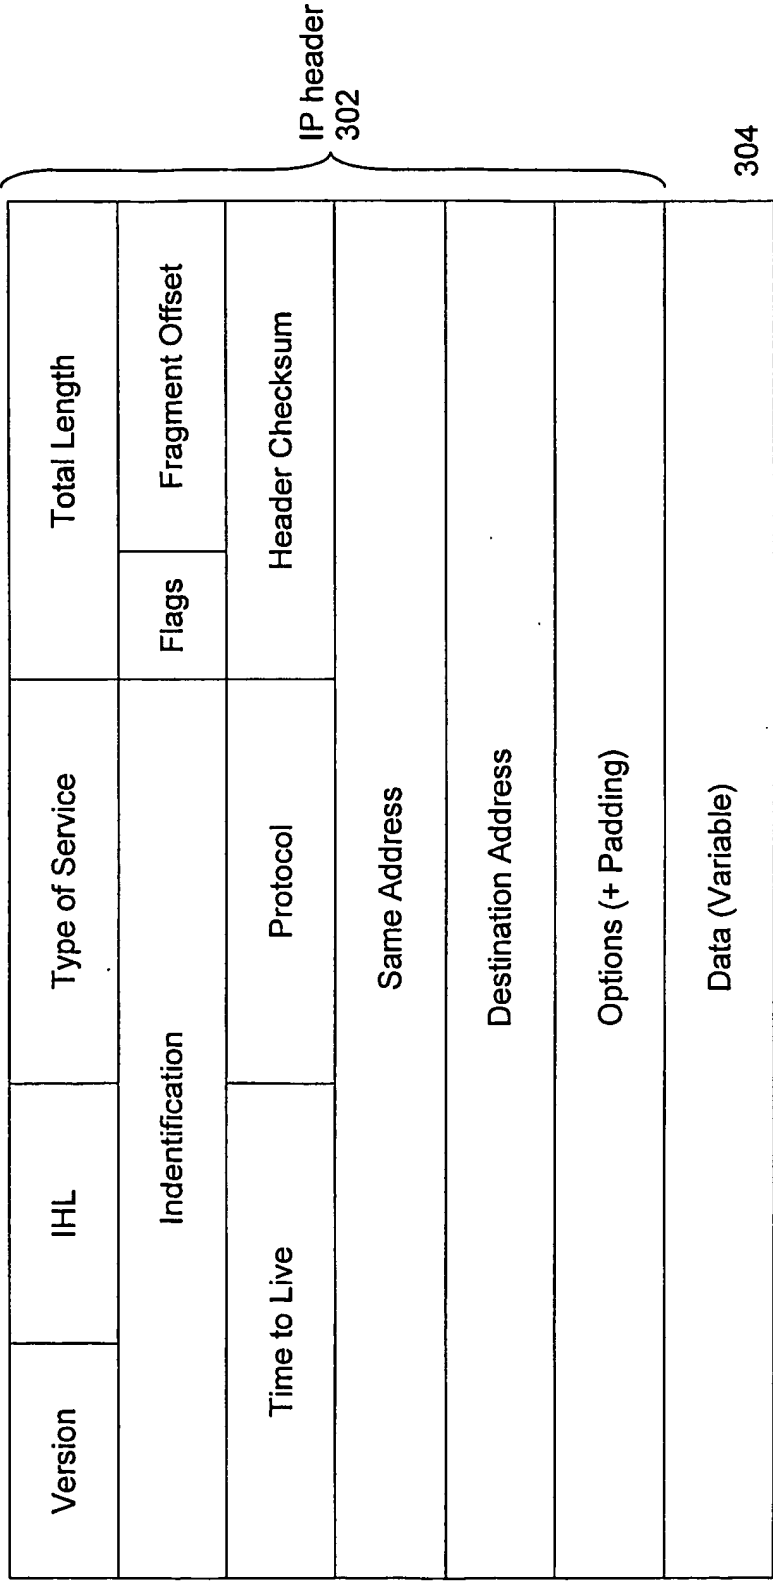 Version
IHL
Type of Service
Total Length
Indentification
Flags
Fragment Offset
Time to Live
Protocol
Header Checksum
Same Address
Destination Address
Options (+ Padding)
Data (Variable)
IP header
302
304